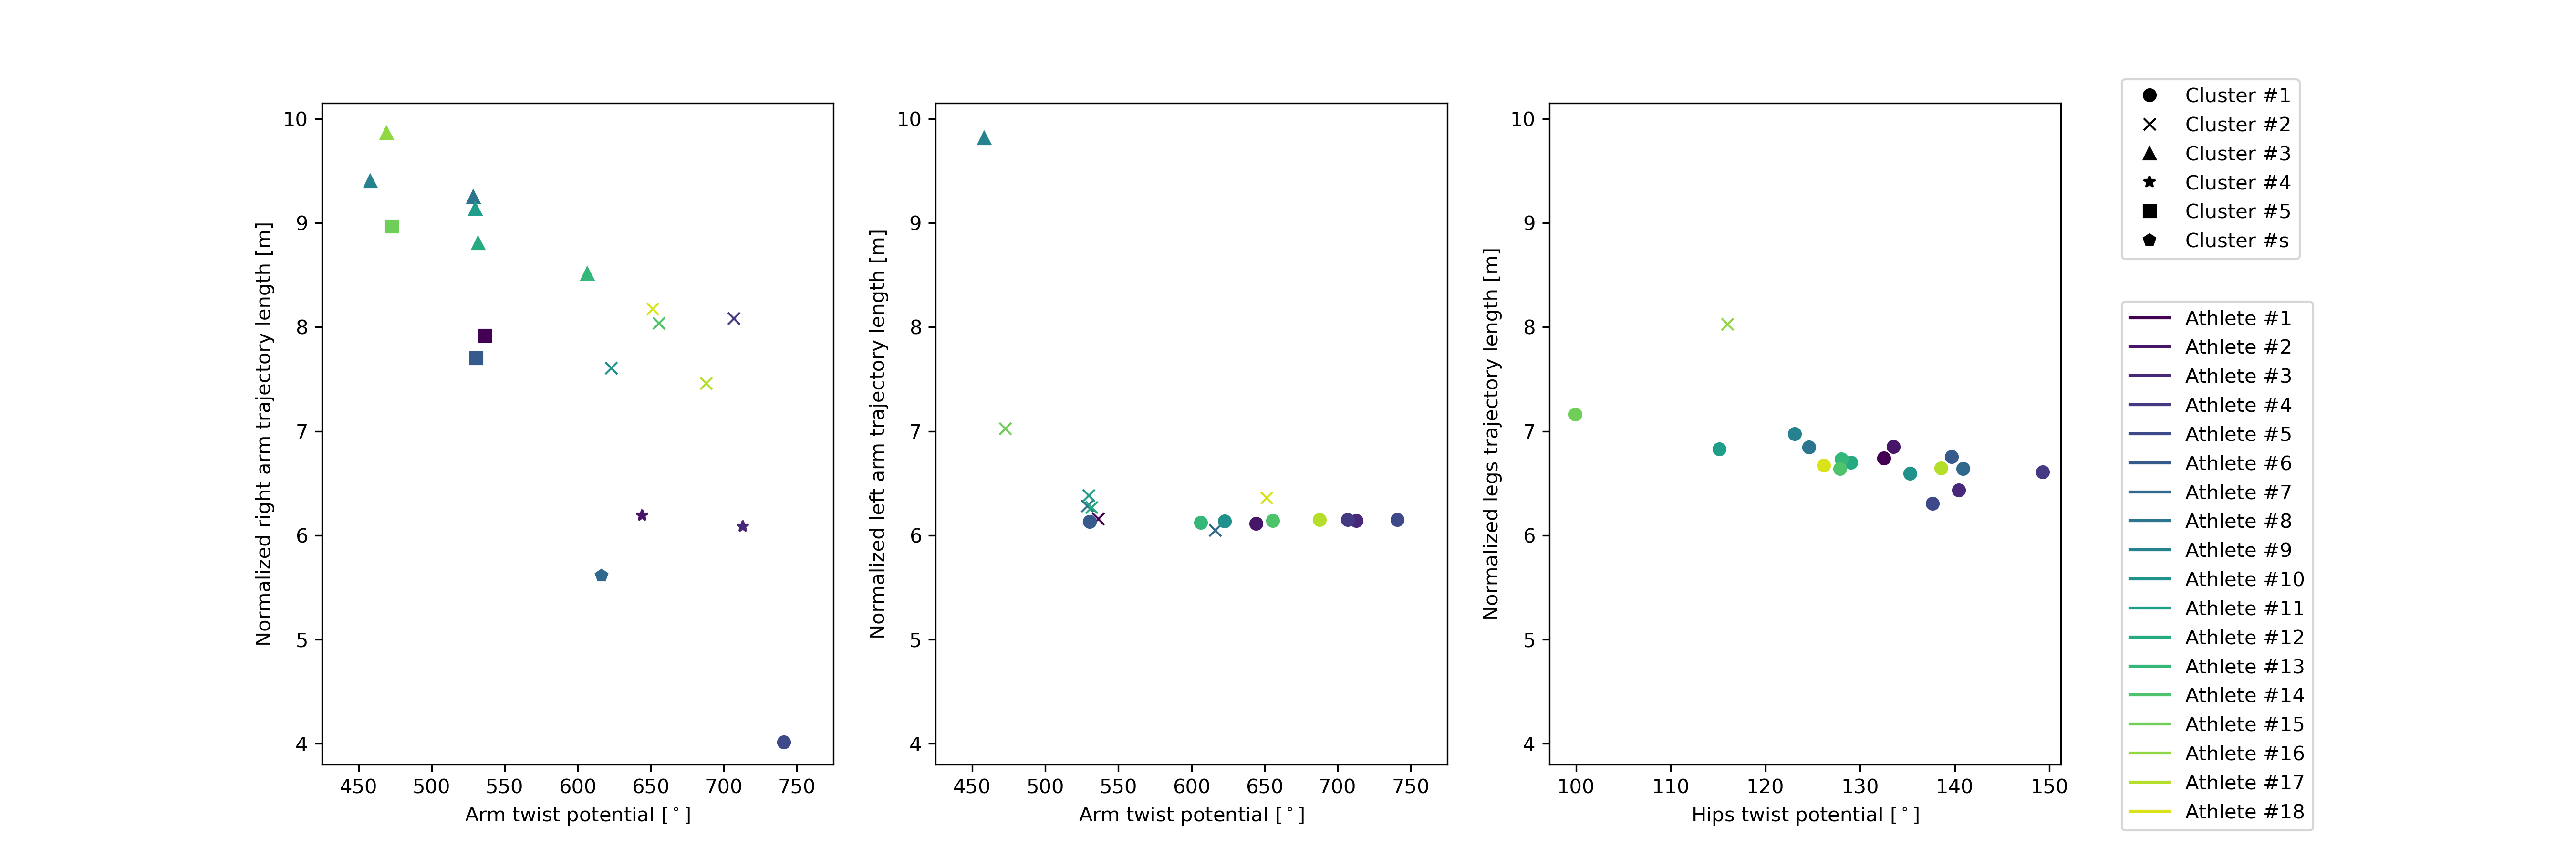 Normalized right arm trajectory length [m]
10
9
8
7
6
5
4
450 500 550 600 650 700 750
Arm twist potential [°]
Normalized left arm trajectory length [m]
10
9
8
7
6
5
4
450 500 550 600 650 700 750
Arm twist potential [°]
Normalized legs trajectory length [m]
10
9
8
7
6
5
4
100 110 120 130 140 150
Hips twist potential [°]
Cluster #1
Cluster #2
Cluster #3
Cluster #4
Cluster #5
Cluster #s
Athlete #1
Athlete #2
Athlete #3
Athlete #4
Athlete #5
Athlete #6
Athlete #7
Athlete #8
Athlete #9
Athlete #10
Athlete #11
Athlete #12
Athlete #13
Athlete #14
Athlete #15
Athlete #16
Athlete #17
Athlete #18